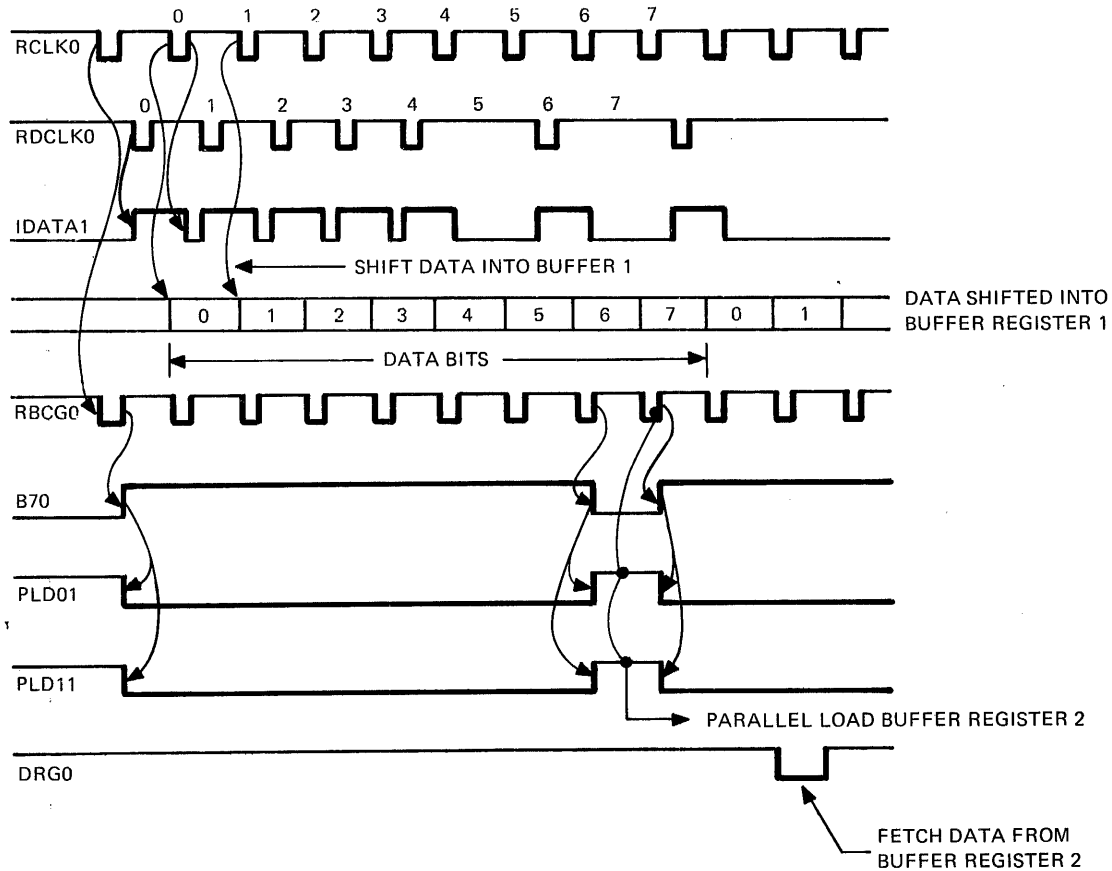 0 1 2 3 4 5 6 7
RCLK0
0 1 2 3 4 5 6 7
RDCLK0
IDATA1
SHIFT DATA INTO BUFFER 1
0 1 2 3 4 5 6 7 0 1
DATA SHIFTED INTO
BUFFER REGISTER 1
DATA BITS
RBCG0
B70
PLD01
PLD11
PARALLEL LOAD BUFFER REGISTER 2
DRG0
FETCH DATA FROM
BUFFER REGISTER 2